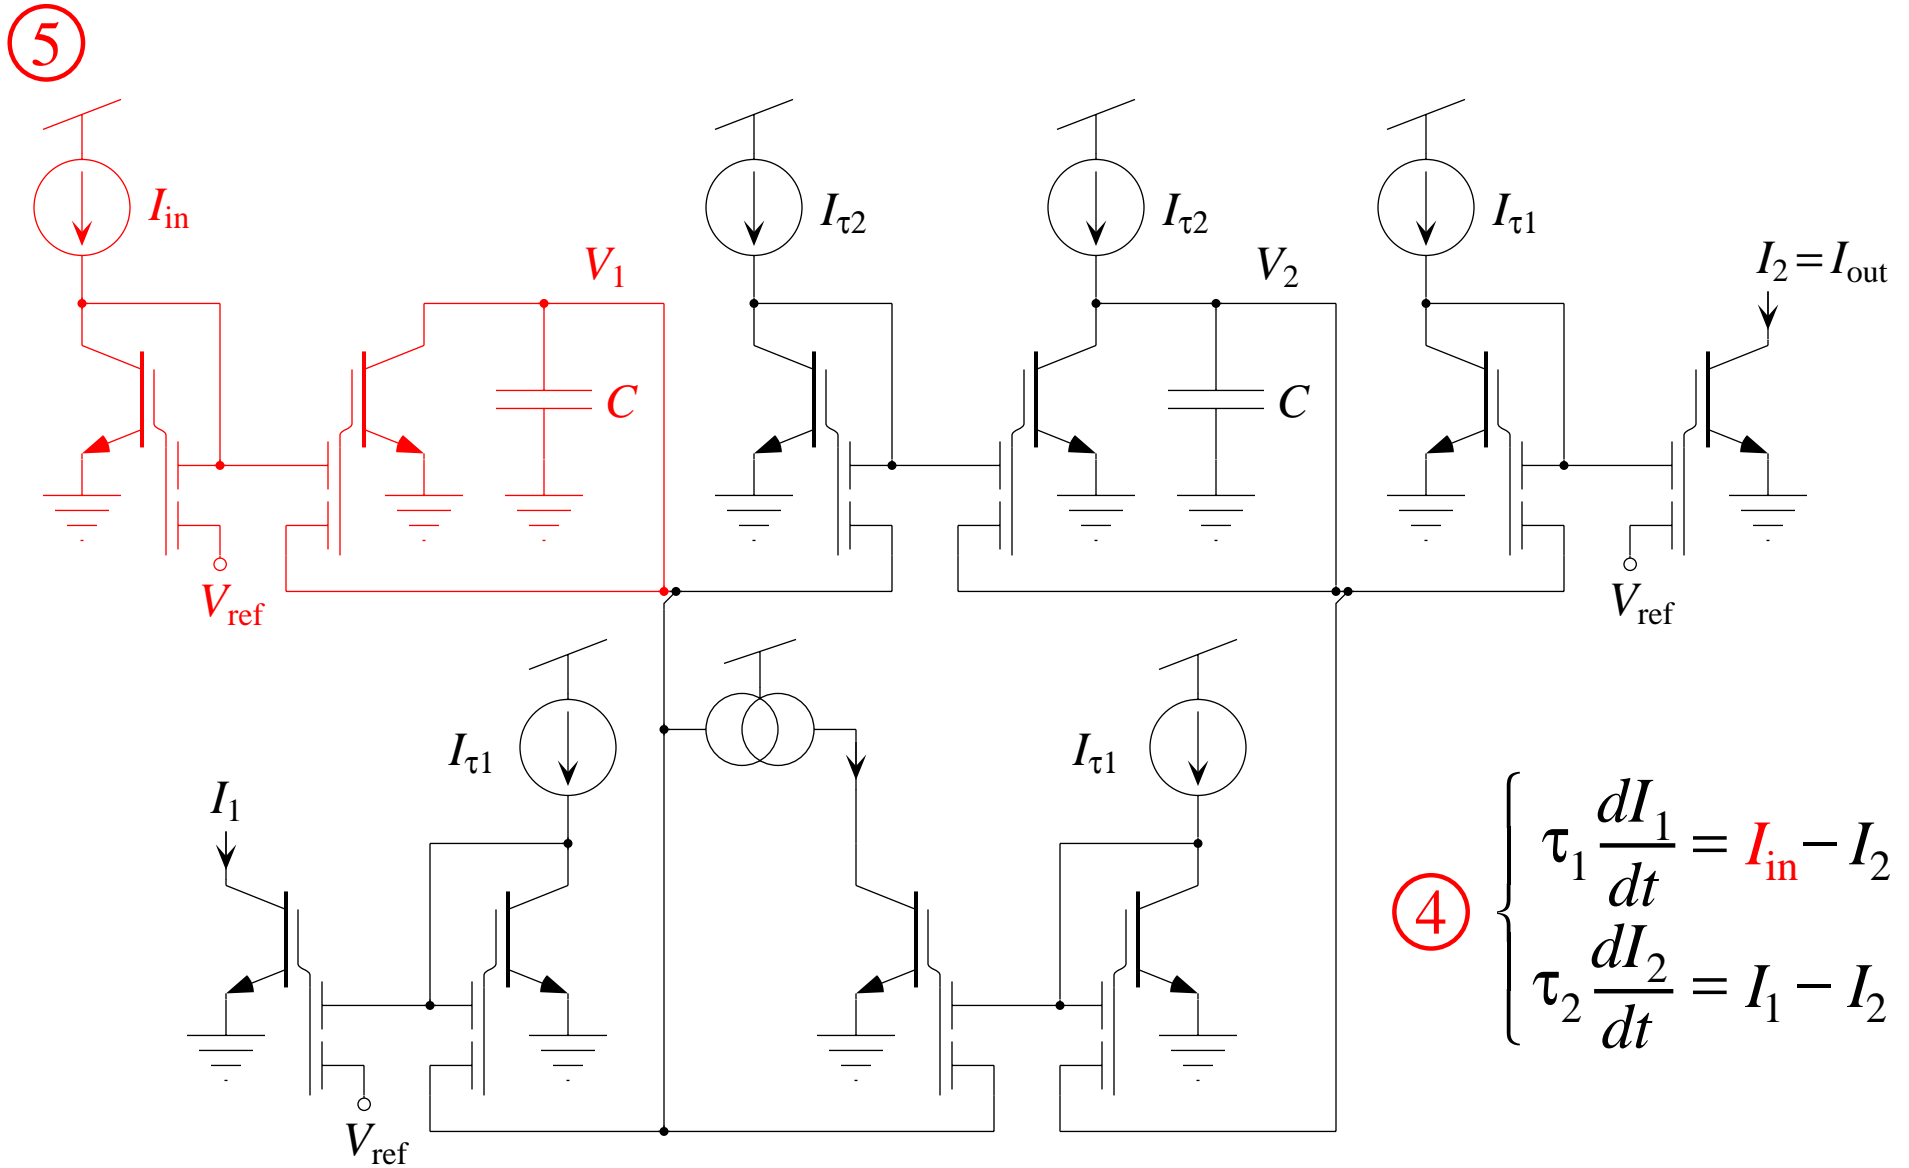 ⑤
I_in
I_τ2
I_τ2
I_τ1
V_1
V_2
I_2 = I_out
C
C
V_ref
V_ref
I_τ1
I_τ1
I_1
V_ref
④
τ_1 dI_1/dt = I_in − I_2
τ_2 dI_2/dt = I_1 − I_2